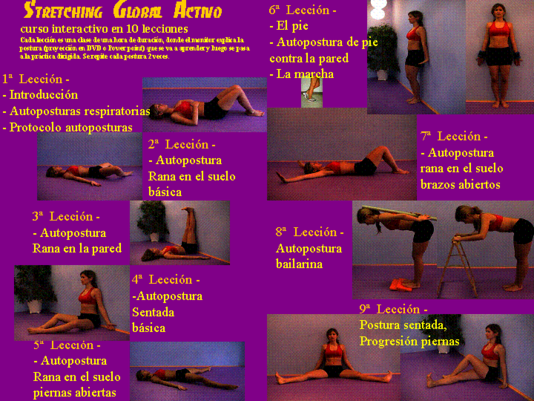 STRETCHING GLOBAL ACTIVO
curso interactivo en 10 lecciones
Cada lección es una clase de una hora de duración, donde el monitor explica la
postura (proyección en DVD o Power point) que se va a aprender y luego se pasa
a la práctica dirigida. Se repite cada postura 2 veces.
1ª Lección -
- Introducción
- Autoposturas respiratorias
- Protocolo autoposturas
2ª Lección -
- Autopostura
Rana en el suelo
básica
3ª Lección -
- Autopostura
Rana en la pared
4ª Lección -
-Autopostura
Sentada
básica
5ª Lección -
- Autopostura
Rana en el suelo
piernas abiertas
6ª Lección -
- El pie
- Autopostura de pie
contra la pared
- La marcha
7ª Lección -
- Autopostura
rana en el suelo
brazos abiertos
8ª Lección -
Autopostura
bailarina
9ª Lección -
Postura sentada,
Progresión piernas